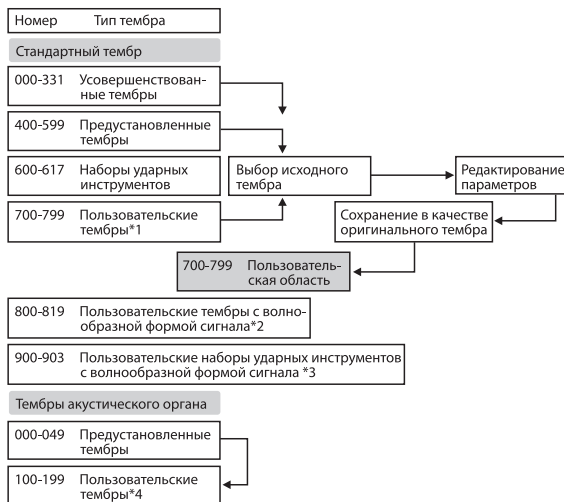 Номер Тип тембра
Стандартный тембр
000-331 Усовершенствован-
ные тембры
400-599 Предустановленные
тембры
600-617 Наборы ударных
инструментов
Выбор исходного
тембра
Редактирование
параметров
700-799 Пользовательские
тембры*1
Сохранение в качестве
оригинального тембра
700-799 Пользователь-
ская область
800-819 Пользовательские тембры с волно-
образной формой сигнала*2
900-903 Пользовательские наборы ударных инструментов
с волнообразной формой сигнала *3
Тембры акустического органа
000-049 Предустановленные
тембры
100-199 Пользовательские
тембры*4